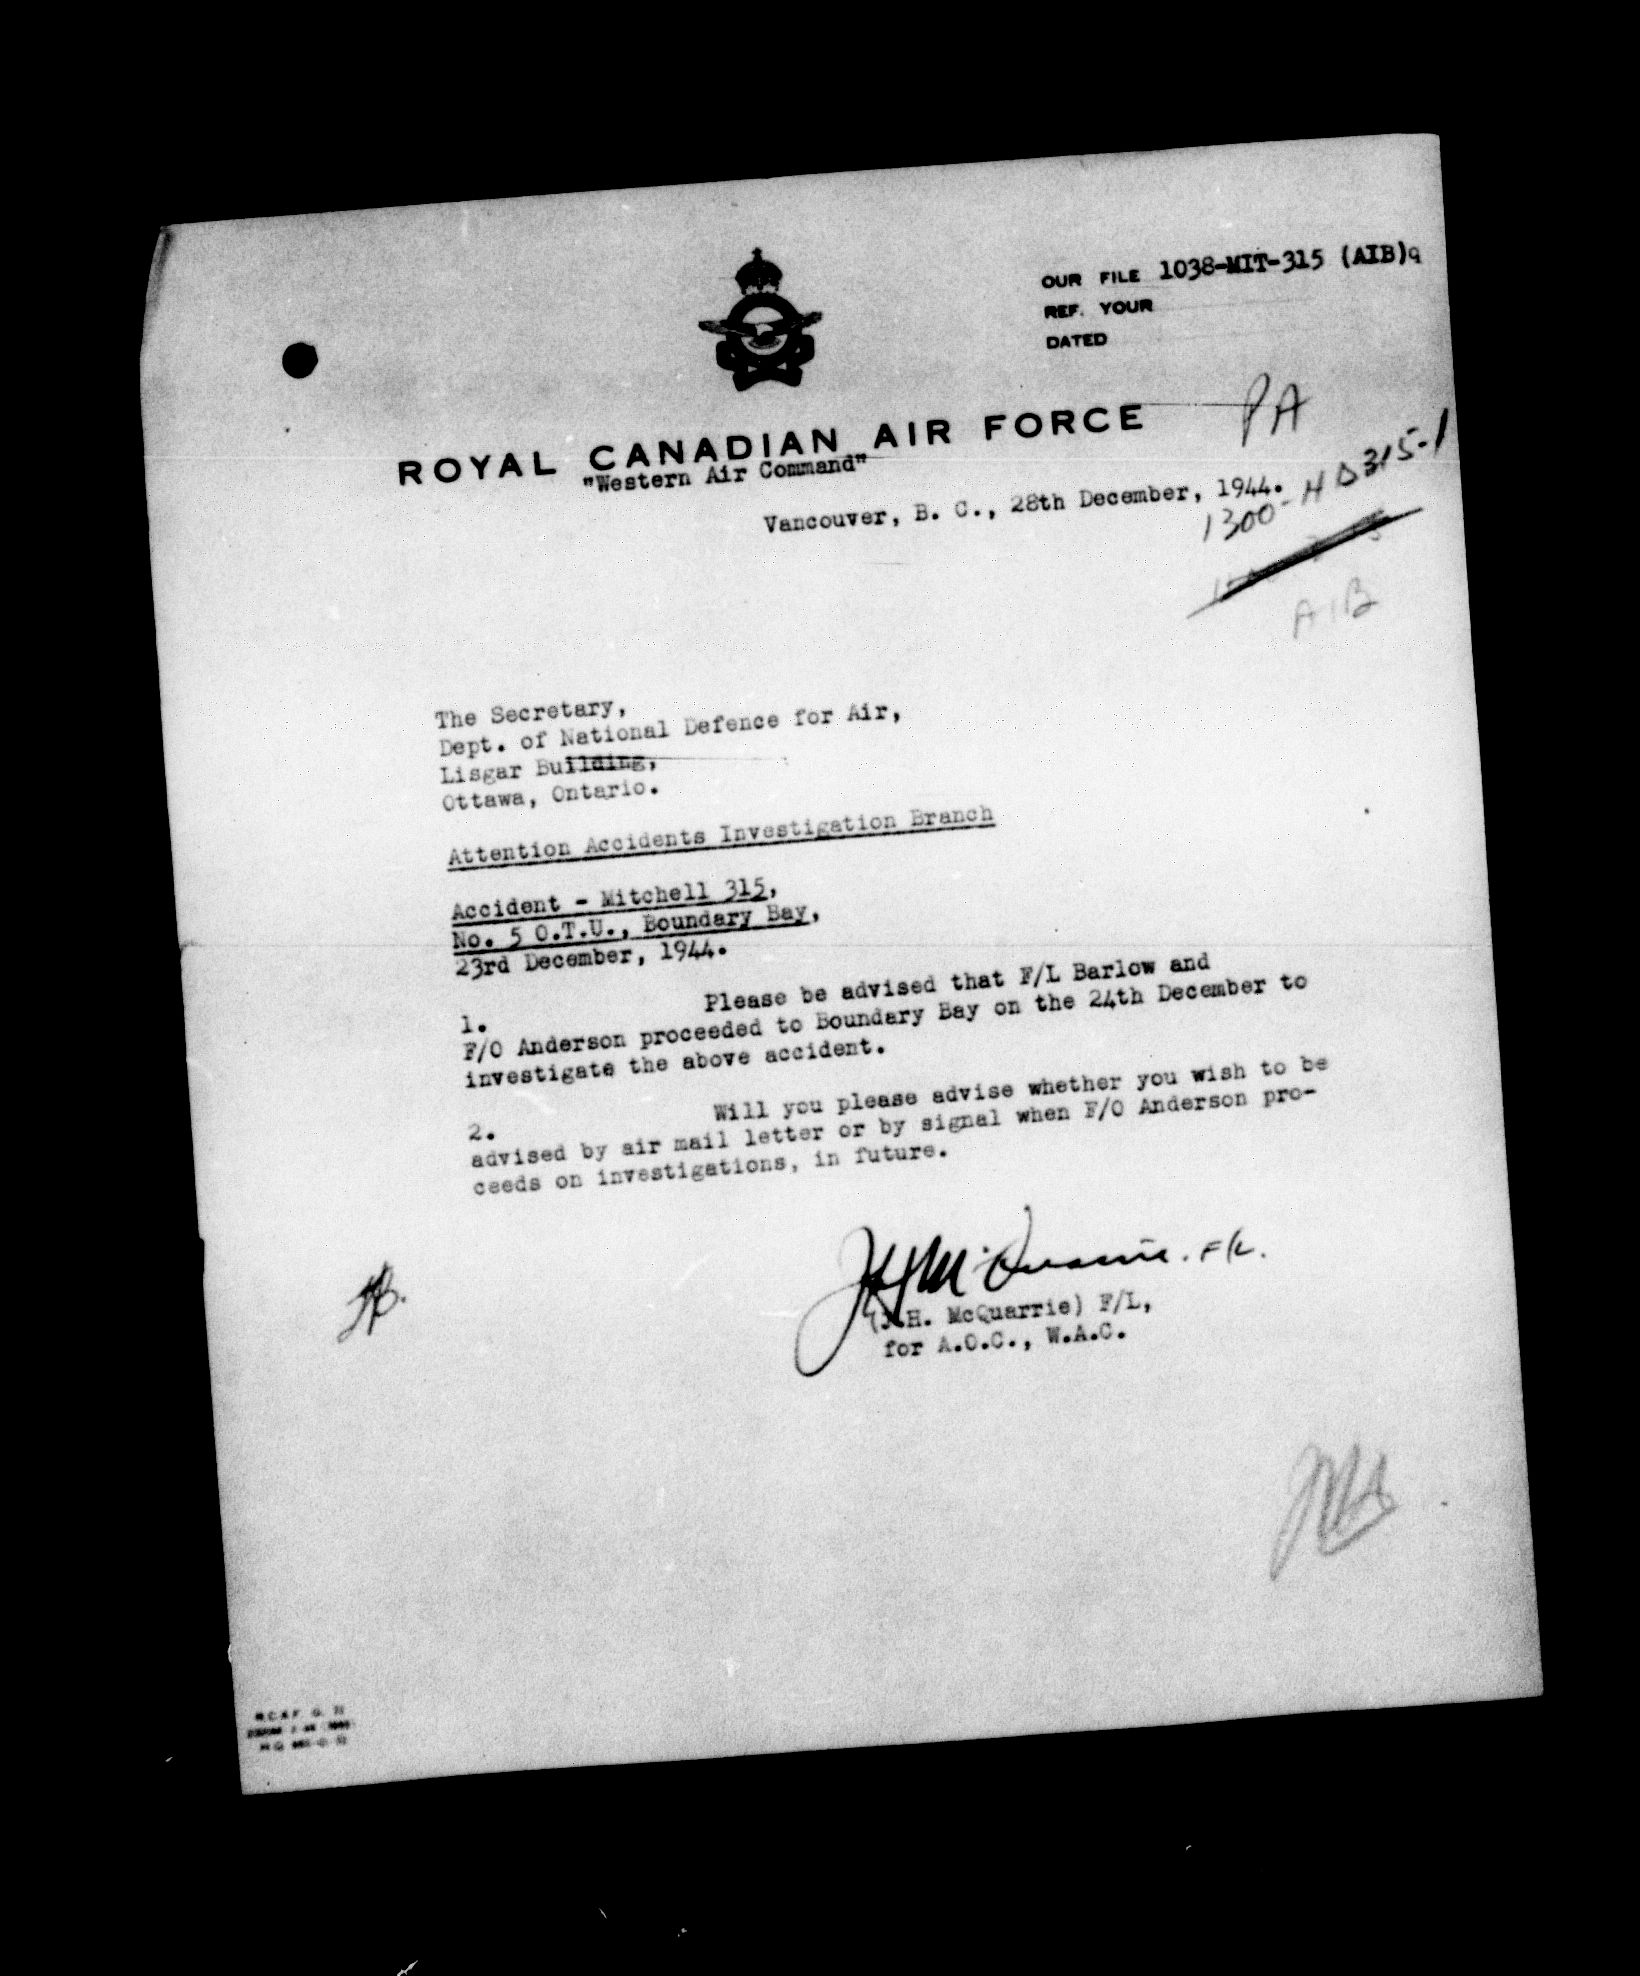 OUR FILE 1038-MIT-315 (AIB)q
REF. YOUR
DATED
PA
ROYAL CANADIAN AIR FORCE
"Western Air Command"
Vancouver, B. C., 28th December, 1944.
1300-HD315-1
AIB
The Secretary,
Dept. of National Defence for Air,
Lisgar Building,
Ottawa, Ontario.
Attention Accidents Investigation Branch
Accident - Mitchell 315,
No. 5 O.T.U., Boundary Bay,
23rd December, 1944.
1. Please be advised that F/L Barlow and
F/O Anderson proceeded to Boundary Bay on the 24th December to
investigate the above accident.
2. Will you please advise whether you wish to be
advised by air mail letter or by signal when F/O Anderson pro-
ceeds on investigations, in future.
JH McQuarrie. F/L.
(J.H. McQuarrie) F/L,
for A.O.C., W.A.C.
R.C.A.F. G. 32